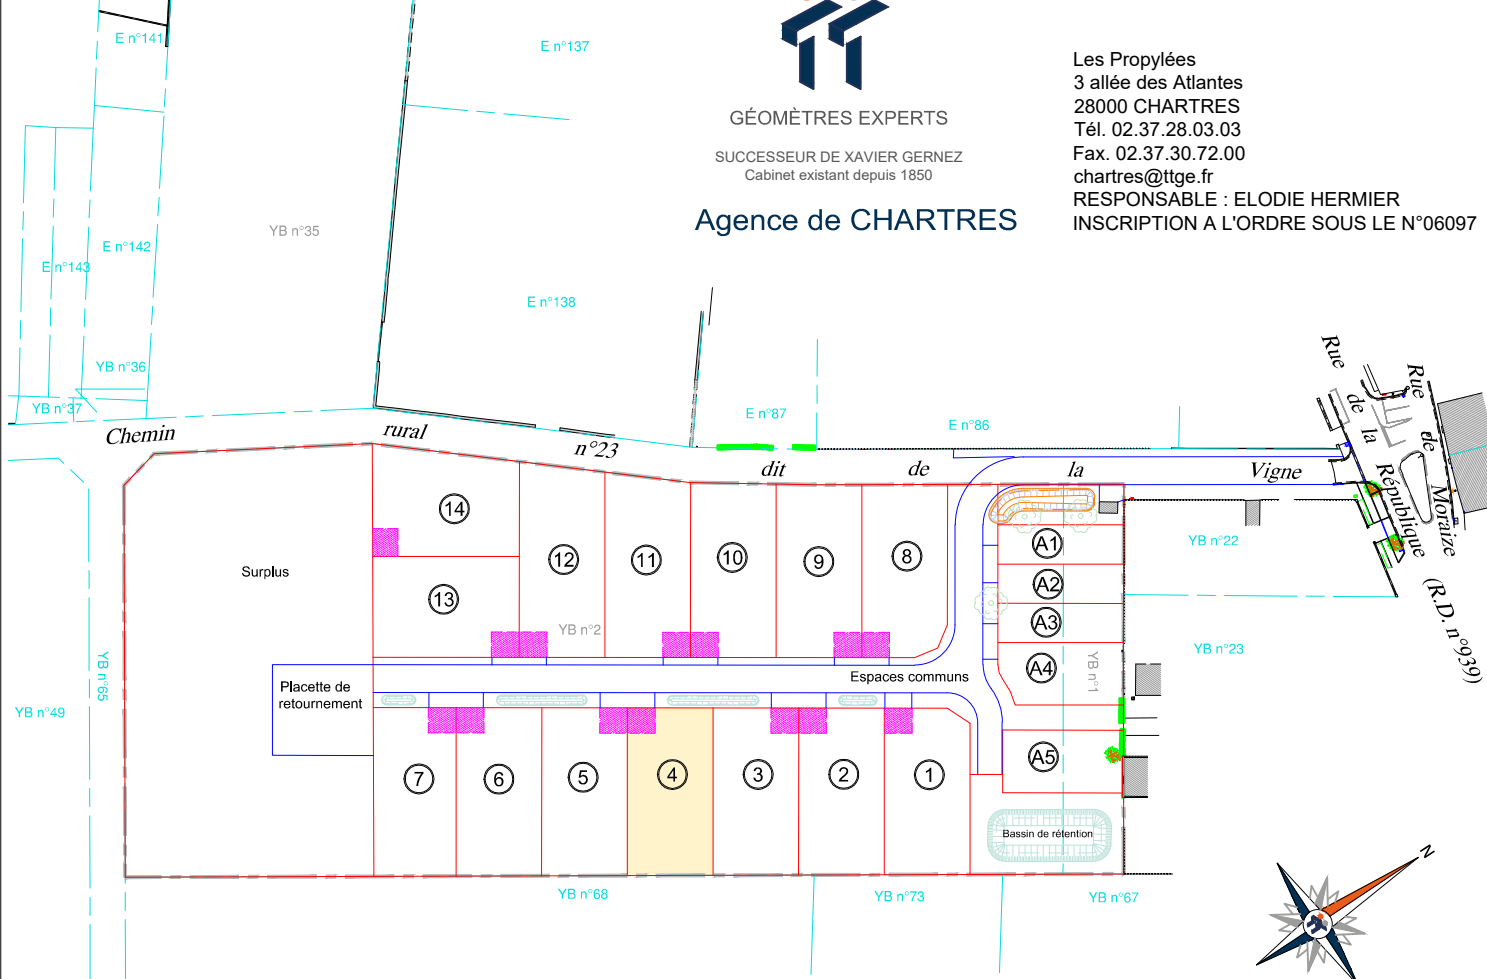 GÉOMÈTRES EXPERTS
SUCCESSEUR DE XAVIER GERNEZ
Cabinet existant depuis 1850
Agence de CHARTRES
Les Propylées
3 allée des Atlantes
28000 CHARTRES
Tél. 02.37.28.03.03
Fax. 02.37.30.72.00
chartres@ttge.fr
RESPONSABLE : ELODIE HERMIER
INSCRIPTION A L'ORDRE SOUS LE N°06097
E n°141
E n°137
YB n°35
E n°142
E n°143
E n°138
YB n°36
YB n°37
E n°87
E n°86
Chemin rural n°23 dit de la Vigne
Rue de la République
Rue de Moraize
(R.D. n°939)
14
13
12
11
10
9
8
A1
A2
A3
A4
A5
YB n°22
YB n°23
Surplus
YB n°2
YB n°1
YB n°65
YB n°49
Espaces communs
Placette de
retournement
7
6
5
4
3
2
1
Bassin de rétention
YB n°68
YB n°73
YB n°67
N